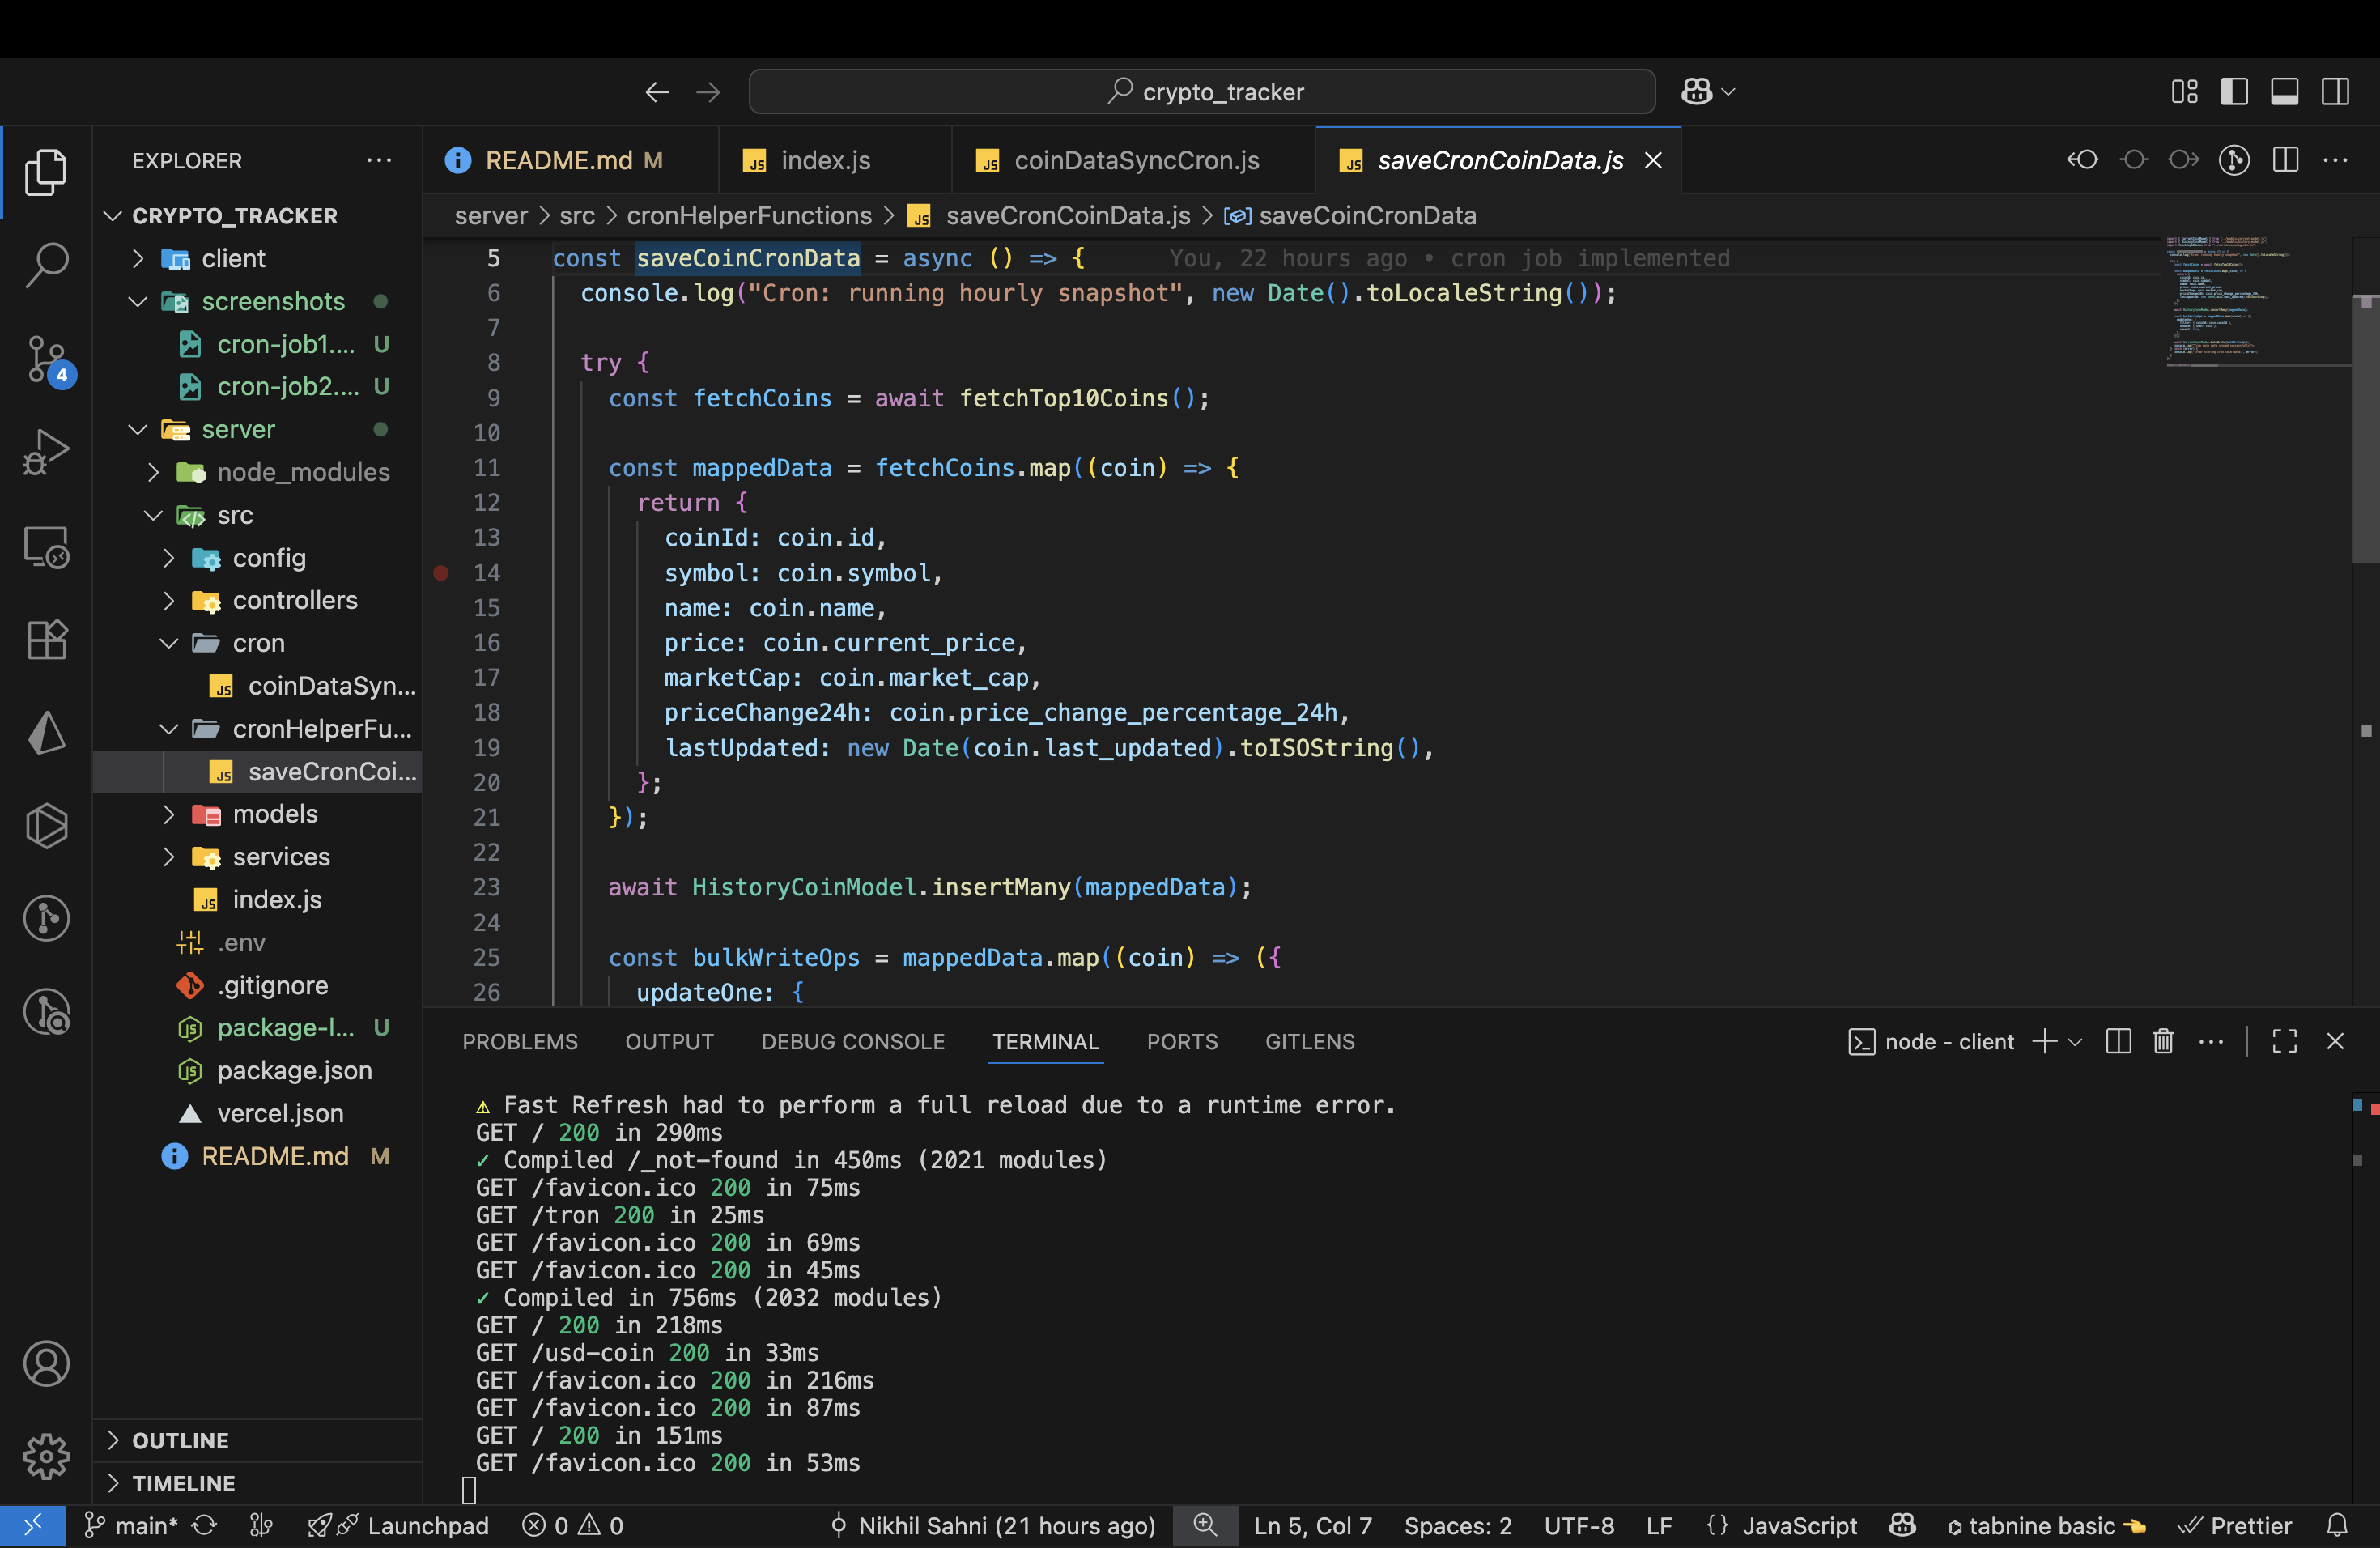 crypto_tracker
EXPLORER
README.md M
index.js
coinDataSyncCron.js
saveCronCoinData.js
server > src > cronHelperFunctions > saveCronCoinData.js > saveCoinCronData
CRYPTO_TRACKER
client
screenshots
cron-job1.... U
cron-job2.... U
server
node_modules
src
config
controllers
cron
coinDataSyn...
cronHelperFu...
saveCronCoi...
models
services
index.js
.env
.gitignore
package-l... U
package.json
vercel.json
README.md M
OUTLINE
TIMELINE
4
5 const saveCoinCronData = async () => { You, 22 hours ago • cron job implemented
6 console.log("Cron: running hourly snapshot", new Date().toLocaleString());
7
8 try {
9 const fetchCoins = await fetchTop10Coins();
10
11 const mappedData = fetchCoins.map((coin) => {
12 return {
13 coinId: coin.id,
14 symbol: coin.symbol,
15 name: coin.name,
16 price: coin.current_price,
17 marketCap: coin.market_cap,
18 priceChange24h: coin.price_change_percentage_24h,
19 lastUpdated: new Date(coin.last_updated).toISOString(),
20 };
21 });
22
23 await HistoryCoinModel.insertMany(mappedData);
24
25 const bulkWriteOps = mappedData.map((coin) => ({
26 updateOne: {
PROBLEMS OUTPUT DEBUG CONSOLE TERMINAL PORTS GITLENS
node - client
⚠ Fast Refresh had to perform a full reload due to a runtime error.
GET / 200 in 290ms
✓ Compiled /_not-found in 450ms (2021 modules)
GET /favicon.ico 200 in 75ms
GET /tron 200 in 25ms
GET /favicon.ico 200 in 69ms
GET /favicon.ico 200 in 45ms
✓ Compiled in 756ms (2032 modules)
GET / 200 in 218ms
GET /usd-coin 200 in 33ms
GET /favicon.ico 200 in 216ms
GET /favicon.ico 200 in 87ms
GET / 200 in 151ms
GET /favicon.ico 200 in 53ms
main* Launchpad 0 0 Nikhil Sahni (21 hours ago) Ln 5, Col 7 Spaces: 2 UTF-8 LF {} JavaScript tabnine basic Prettier